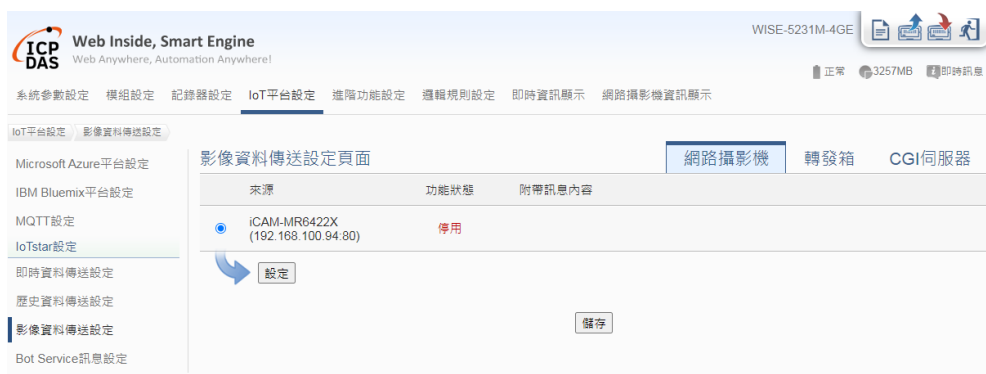 ICP DAS
Web Inside, Smart Engine
Web Anywhere, Automation Anywhere!
WISE-5231M-4GE
正常 3257MB 即時訊息
系統參數設定 模組設定 記錄器設定 IoT平台設定 進階功能設定 邏輯規則設定 即時資訊顯示 網路攝影機資訊顯示
IoT平台設定 影像資料傳送設定
Microsoft Azure平台設定
IBM Bluemix平台設定
MQTT設定
IoTstar設定
即時資料傳送設定
歷史資料傳送設定
影像資料傳送設定
Bot Service訊息設定
影像資料傳送設定頁面 網路攝影機 轉發箱 CGI伺服器
來源 功能狀態 附帶訊息內容
iCAM-MR6422X
(192.168.100.94:80) 停用
設定
儲存